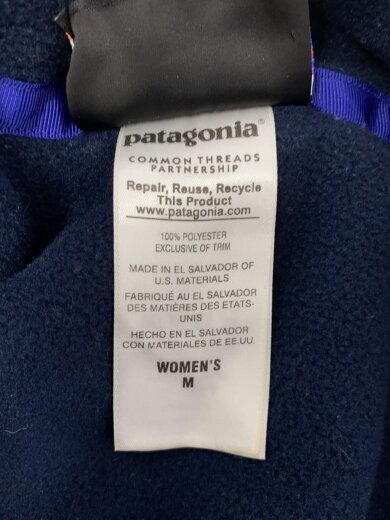 patagonia®
COMMON THREADS
PARTNERSHIP
Repair, Reuse, Recycle
This Product
www.patagonia.com
100% POLYESTER
EXCLUSIVE OF TRIM
MADE IN EL SALVADOR OF
U.S. MATERIALS
FABRIQUÉ AU EL SALVADOR
DES MATIÈRES DES ETATS-
UNIS
HECHO EN EL SALVADOR
CON MATERIALES DE EE.UU.
WOMEN'S
M